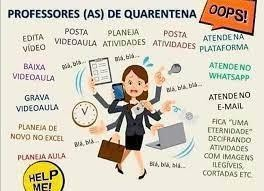 PROFESSORES (AS) DE QUARENTENA
OOPS!
EDITA
VÍDEO
POSTA
VIDEOAULA
PLANEJA
ATIVIDADES
POSTA
ATIVIDADES
ATENDE NA
PLATAFORMA
BAIXA
VIDEOAULA
Blá, blá...
Blá, blá...
Blá, blá...
Blá, blá...
ATENDE NO
WHATSAPP
GRAVA
VIDEOAULA
ATENDE NO
E-MAIL
PLANEJA DE
NOVO NO EXCEL
Blá, blá...
Blá, blá...
FICA "UMA
ETERNIDADE"
DECIFRANDO
ATIVIDADES
COM IMAGENS
ILEGÍVEIS,
CORTADAS ETC.
PLANEJA AULA
Blá, blá, blá...
HELP
ME!